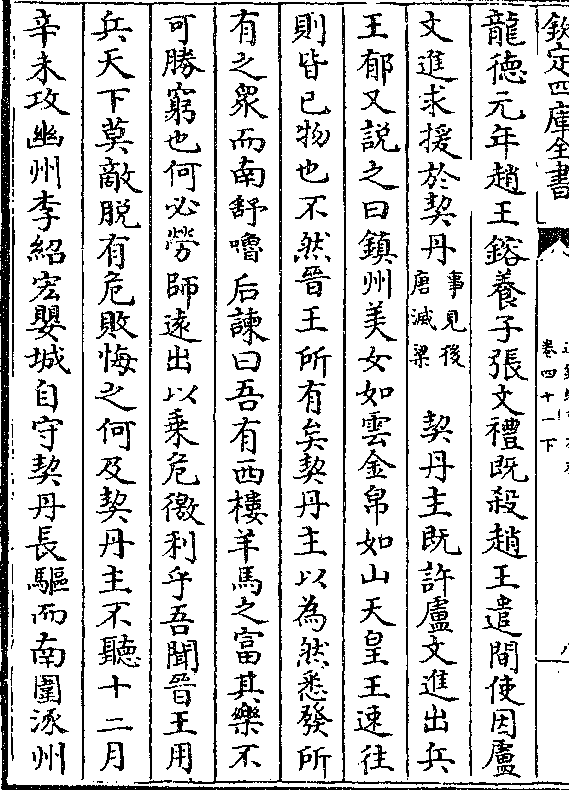 欽定四庫全書
卷四十一下
龍德元年趙王鎔養子張文禮既殺趙王遣間使因盧
文進求援於契丹事見後唐滅梁 契丹主既許盧文進出兵
王郁又説之曰鎮州美女如雲金帛如山天皇王速往
則皆已物也不然晉王所有矣契丹主以為然悉發所
有之衆而南舒嚕后諫曰吾有西樓羊馬之富其樂不
可勝窮也何必勞師遠出以乗危徼利乎吾聞晉王用
兵天下莫敵脱有危敗悔之何及契丹主不聽十二月
辛未攻幽州李紹宏嬰城自守契丹長驅而南圍涿州